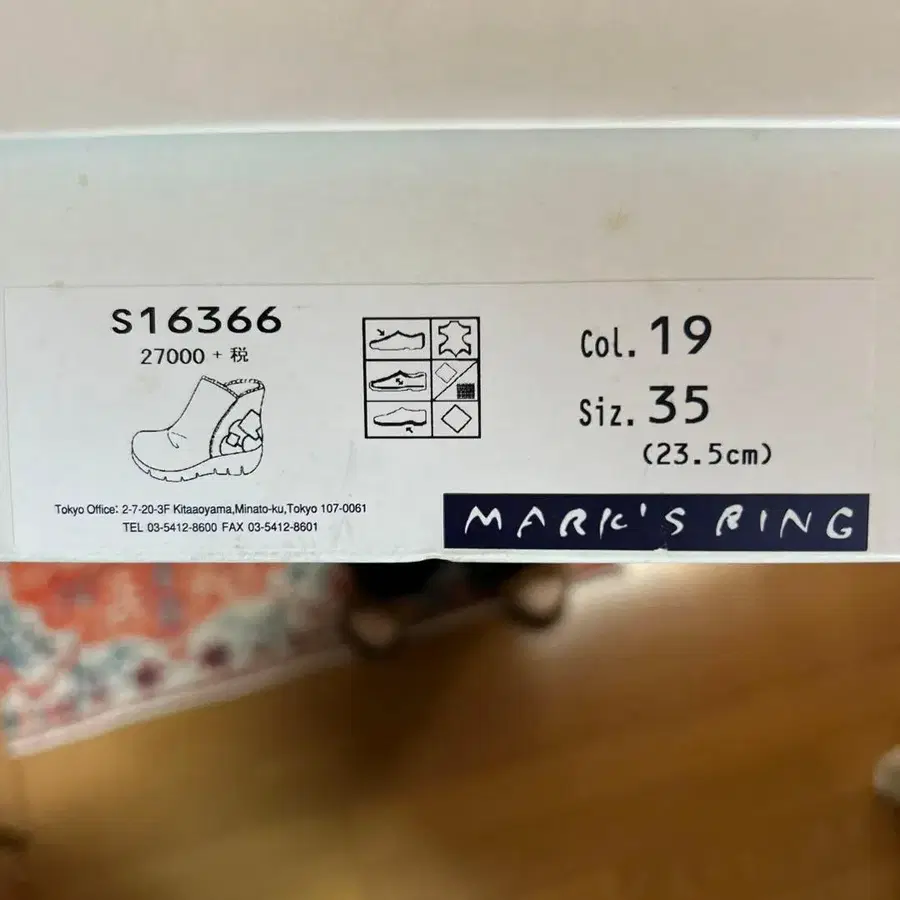 S16366
27000 + 税
Col. 19
Siz. 35
(23.5cm)
Tokyo Office: 2-7-20-3F Kitaaoyama,Minato-ku,Tokyo 107-0061
TEL 03-5412-8600 FAX 03-5412-8601
MARK'S RING